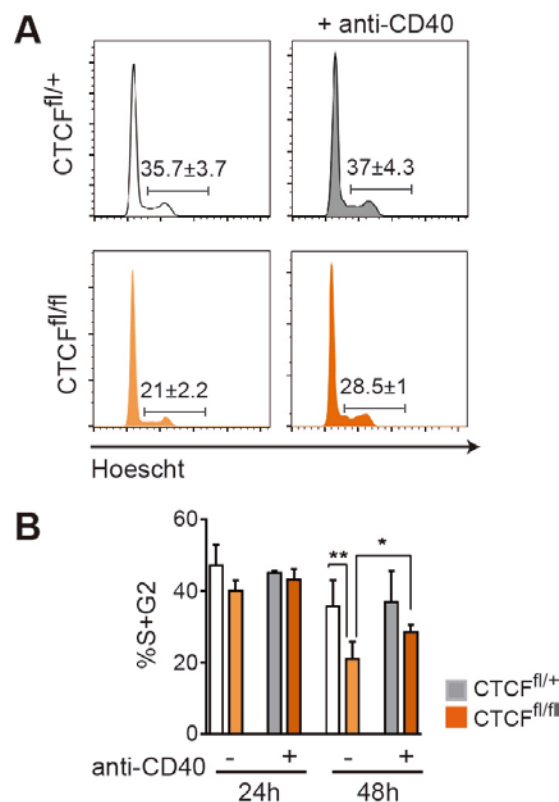 A
+ anti-CD40
CTCFfl/+
35.7±3.7
37±4.3
CTCFfl/fl
21±2.2
28.5±1
Hoescht
B
%S+G2
60
40
20
0
**
*
CTCFfl/+
CTCFfl/fll
anti-CD40 - + - +
24h 48h